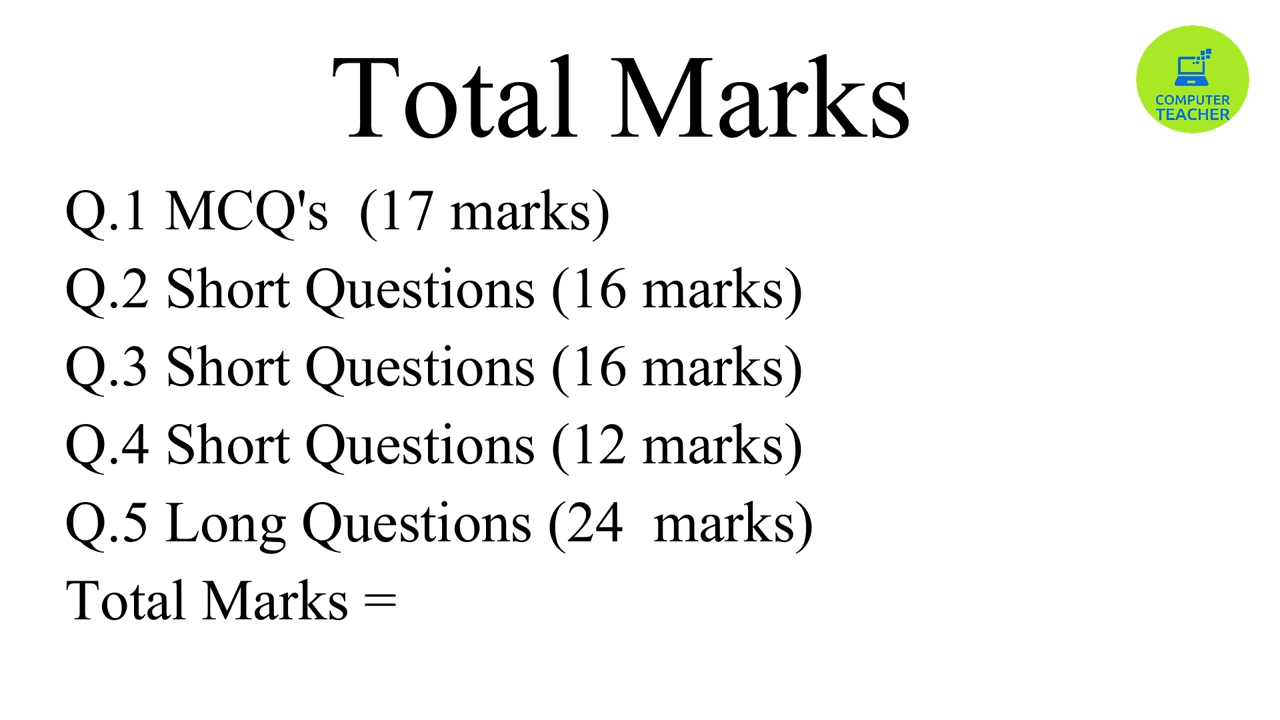 Total Marks
COMPUTER
TEACHER
Q.1 MCQ's  (17 marks)
Q.2 Short Questions (16 marks)
Q.3 Short Questions (16 marks)
Q.4 Short Questions (12 marks)
Q.5 Long Questions (24  marks)
Total Marks =